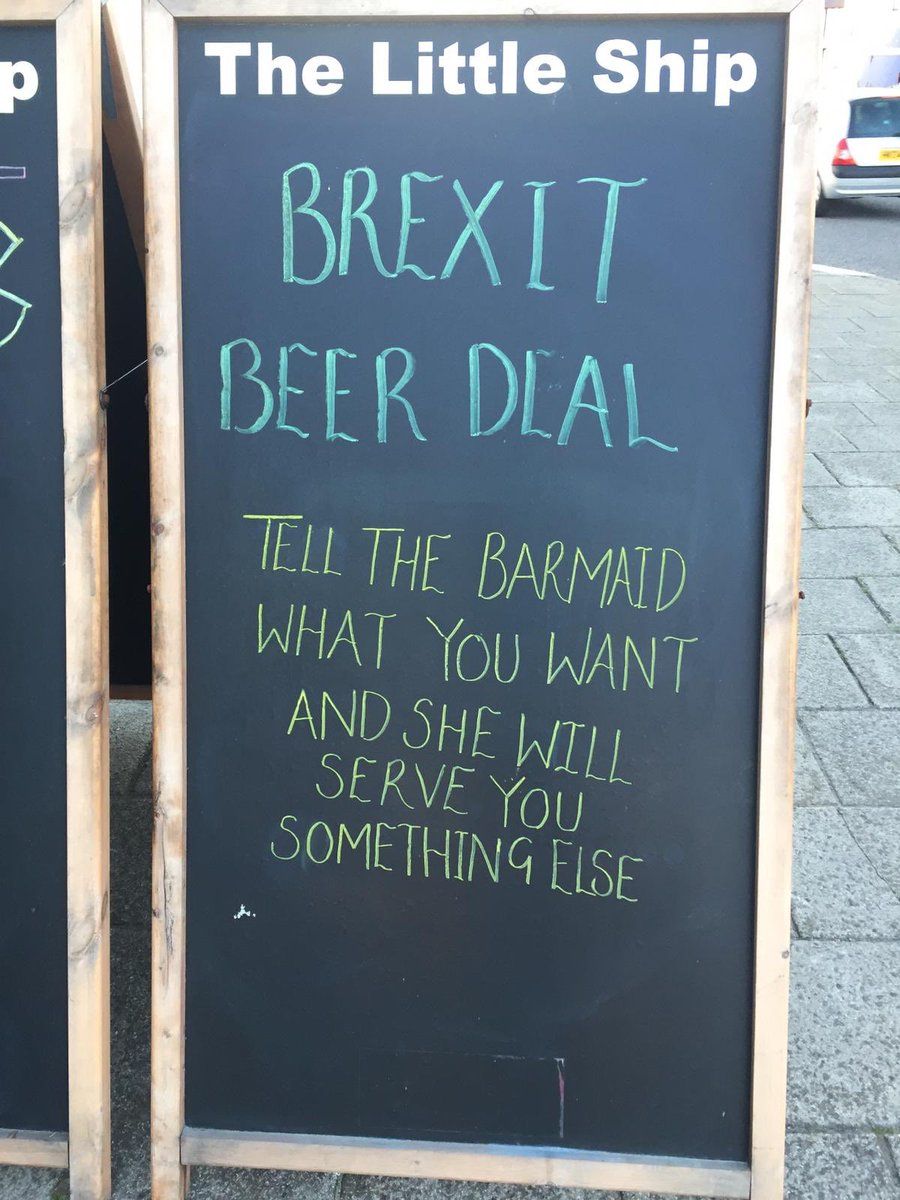 The Little Ship
BREXIT
BEER DEAL
TELL THE BARMAID
WHAT YOU WANT
AND SHE WILL
SERVE YOU
SOMETHING ELSE
p